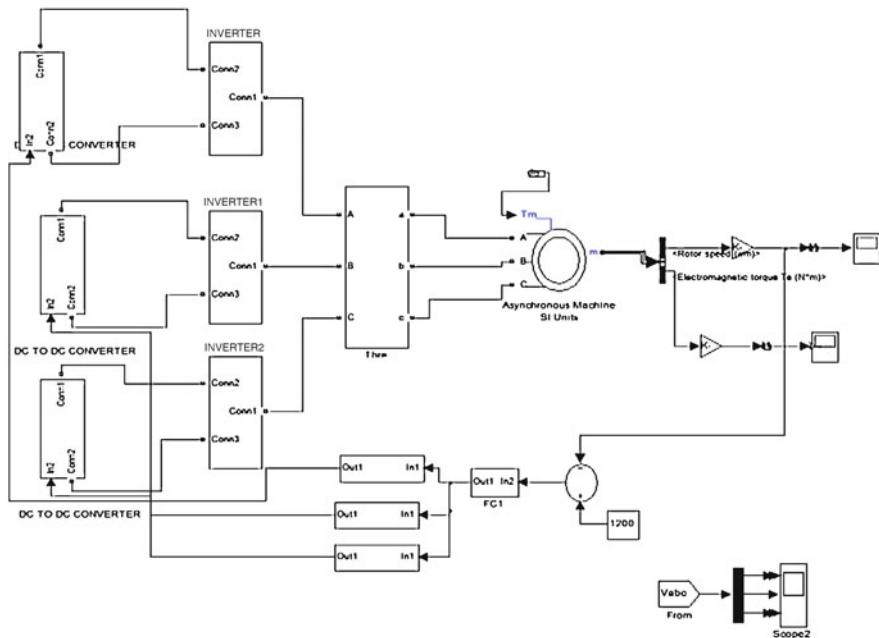 INVERTER
Conn1
Conn2
Conn1
Conn3
In2
Conn2
CONVERTER
INVERTER1
Conn1
Conn2
Conn1
Conn3
In2
Conn2
DC TO DC CONVERTER
INVERTER2
Conn1
Conn2
Conn1
Conn3
In2
Conn2
DC TO DC CONVERTER
A
B
C
a
b
c
Thre
Tm
A
B
C
m
Asynchronous Machine
SI Units
<Rotor speed (wm)>
<Electromagnetic torque Te (N*m)>
K-
K-
Out1
In1
Out1
In1
Out1
In1
Out1
In2
FC1
1200
Vabc
From
Scope2